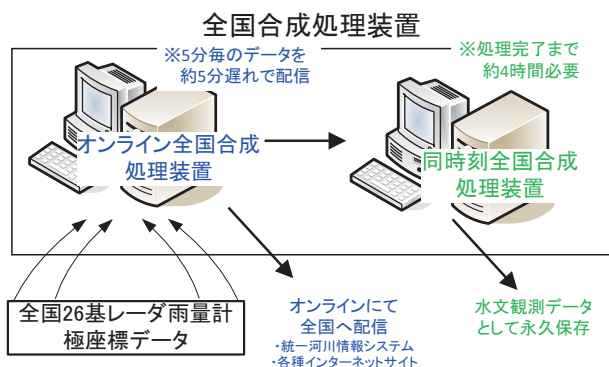 全国合成処理装置
※5分毎のデータを
約5分遅れで配信
※処理完了まで
約4時間必要
オンライン全国合成
処理装置
同時刻全国合成
処理装置
全国26基レーダ雨量計
極座標データ
オンラインにて
全国へ配信
・統一河川情報システム
・各種インターネットサイト
水文観測データ
として永久保存